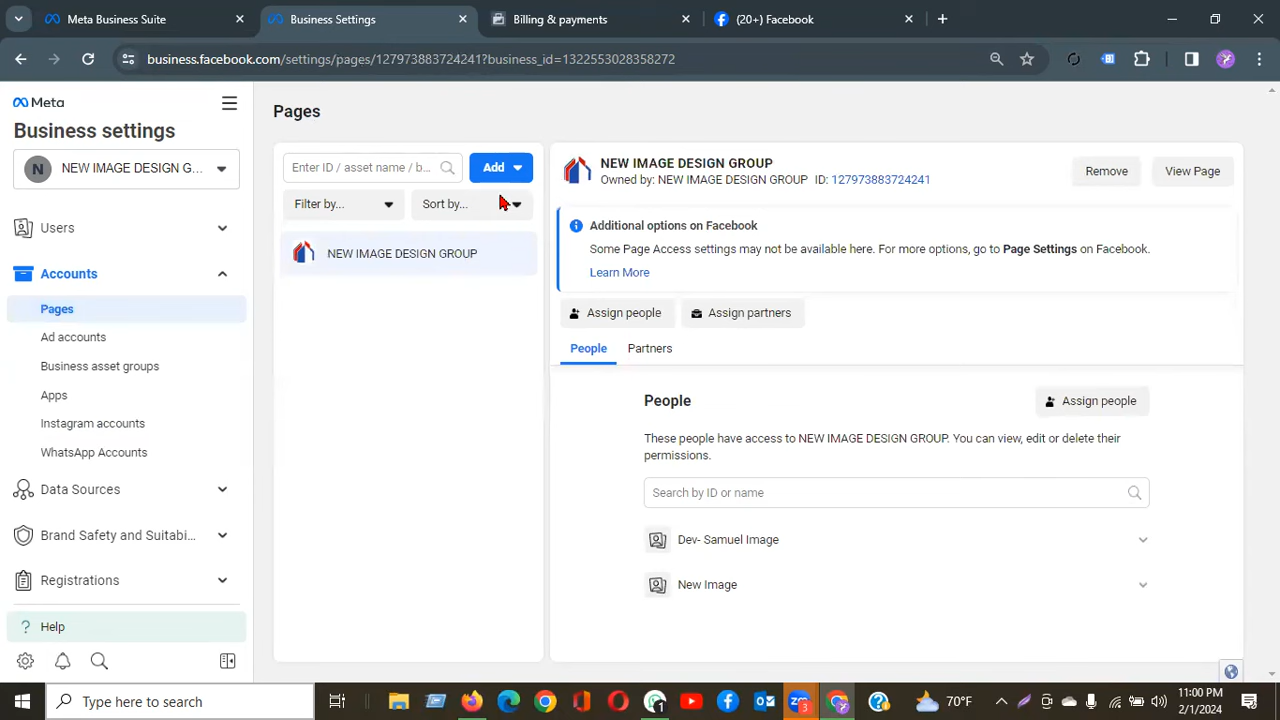 Meta Business Suite
Business Settings
Billing & payments
(20+) Facebook
business.facebook.com/settings/pages/127973883724241?business_id=1322553028358272
Meta
Business settings
N
NEW IMAGE DESIGN G...
Users
Accounts
Pages
Ad accounts
Business asset groups
Apps
Instagram accounts
WhatsApp Accounts
Data Sources
Brand Safety and Suitabi...
Registrations
? Help
Pages
Enter ID / asset name / b...
Add
Filter by...
Sort by...
NEW IMAGE DESIGN GROUP
NEW IMAGE DESIGN GROUP
Owned by: NEW IMAGE DESIGN GROUP ID: 127973883724241
Remove
View Page
Additional options on Facebook
Some Page Access settings may not be available here. For more options, go to Page Settings on Facebook.
Learn More
Assign people
Assign partners
People
Partners
People
Assign people
These people have access to NEW IMAGE DESIGN GROUP. You can view, edit or delete their
permissions.
Search by ID or name
Dev- Samuel Image
New Image
Type here to search
3
70°F
11:00 PM
2/1/2024